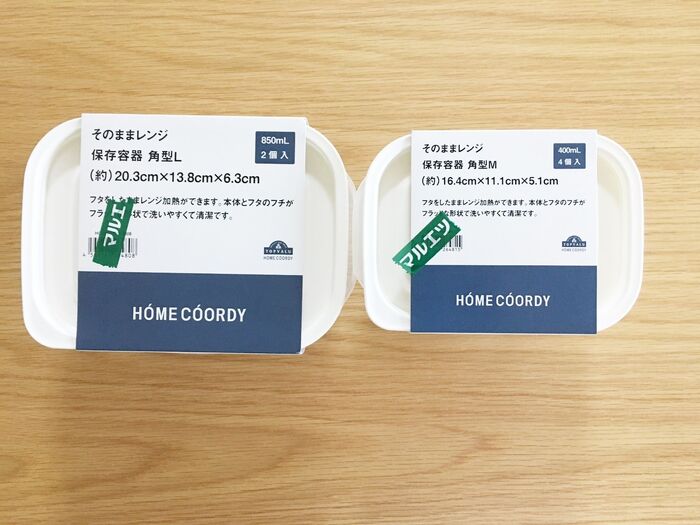 そのままレンジ
保存容器 角型L
(約)20.3cm×13.8cm×6.3cm
850mL
2個入
フタをしたままレンジ加熱ができます。本体とフタのフチが
フラットな形状で洗いやすくて清潔です。
マルエツ
TOPVALU
HOME COORDY
HÓME CÓORDY
そのままレンジ
保存容器 角型M
(約)16.4cm×11.1cm×5.1cm
400mL
4個入
フタをしたままレンジ加熱ができます。本体とフタのフチが
フラットな形状で洗いやすくて清潔です。
マルエツ
TOPVALU
HOME COORDY
HÓME CÓORDY